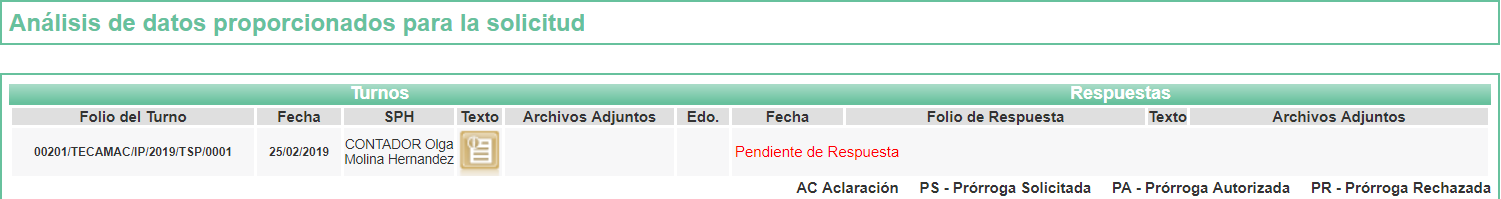 Análisis de datos proporcionados para la solicitud
Turnos Respuestas
Folio del Turno Fecha SPH Texto Archivos Adjuntos Edo. Fecha Folio de Respuesta Texto Archivos Adjuntos
00201/TECAMAC/IP/2019/TSP/0001 25/02/2019 CONTADOR Olga Molina Hernandez Pendiente de Respuesta
AC Aclaración PS - Prórroga Solicitada PA - Prórroga Autorizada PR - Prórroga Rechazada